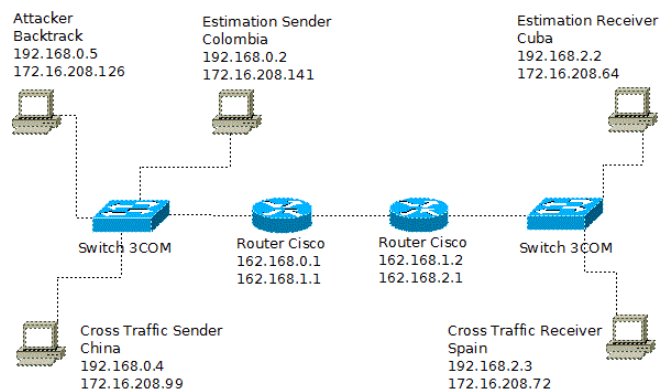 Attacker
Backtrack
192.168.0.5
172.16.208.126
Estimation Sender
Colombia
192.168.0.2
172.16.208.141
Estimation Receiver
Cuba
192.168.2.2
172.16.208.64
Switch 3COM
Router Cisco
162.168.0.1
162.168.1.1
Router Cisco
162.168.1.2
162.168.2.1
Switch 3COM
Cross Traffic Sender
China
192.168.0.4
172.16.208.99
Cross Traffic Receiver
Spain
192.168.2.3
172.16.208.72